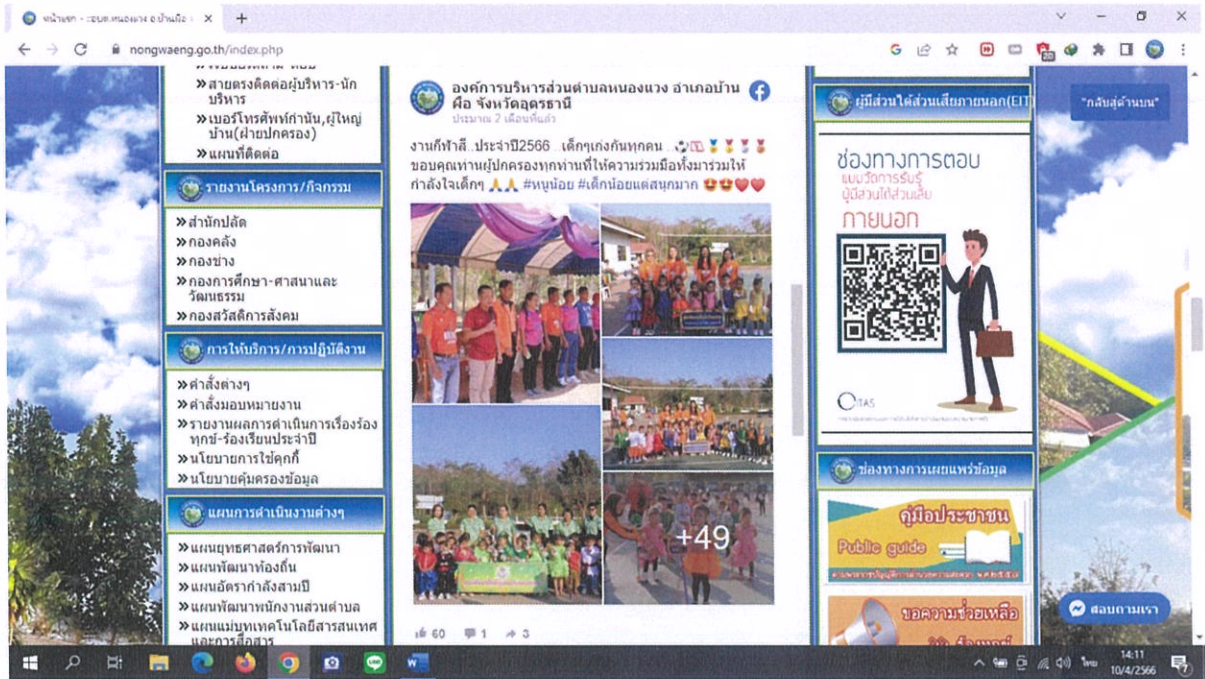 หน้าแรก - ::อบต.หนองแวง อ.บ้านผือ
nongwaeng.go.th/index.php
»สายตรงติดต่อผู้บริหาร-นัก
บริหาร
»เบอร์โทรศัพท์กำนัน,ผู้ใหญ่
บ้าน(ฝ่ายปกครอง)
»แผนที่ติดต่อ
รายงานโครงการ/กิจกรรม
»สำนักปลัด
»กองคลัง
»กองช่าง
»กองการศึกษา-ศาสนาและ
วัฒนธรรม
»กองสวัสดิการสังคม
การให้บริการ/การปฏิบัติงาน
»คำสั่งต่างๆ
»คำสั่งมอบหมายงาน
»รายงานผลการดำเนินการเรื่องร้อง
ทุกข์-ร้องเรียนประจำปี
»นโยบายการใช้คุกกี้
»นโยบายคุ้มครองข้อมูล
แผนการดำเนินงานต่างๆ
»แผนยุทธศาสตร์การพัฒนา
»แผนพัฒนาท้องถิ่น
»แผนอัตรากำลังสามปี
»แผนพัฒนาพนักงานส่วนตำบล
»แผนแม่บทเทคโนโลยีสารสนเทศ
และการสื่อสาร
องค์การบริหารส่วนตำบลหนองแวง อำเภอบ้าน
ผือ จังหวัดอุดรธานี
ประมาณ 2 เดือนที่แล้ว
งานกีฬาสี..ประจำปี2566 ..เด็กๆเก่งกันทุกคน .
ขอบคุณท่านผู้ปกครองทุกท่านที่ให้ความร่วมมือทั้งมาร่วมให้
กำลังใจเด็กๆ 🙏🙏 #หนูน้อย #เด็กน้อยแต่สนุกมาก 🤩🤩❤️❤️
+49
60 1 3
ผู้มีส่วนได้ส่วนเสียภายนอก(EIT)
ช่องทางการตอบ
แบบวัดการรับรู้
ผู้มีส่วนได้ส่วนเสีย
ภายนอก
ITAS
ช่องทางการเผยแพร่ข้อมูล
คู่มือประชาชน
Public guide
ขอความช่วยเหลือ
"กลับสู่ด้านบน"
สอบถามเรา
ไทย
14:11
10/4/2566
7